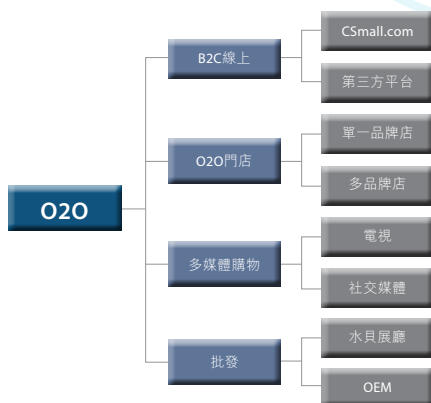 O2O
B2C線上
CSmall.com
第三方平台
O2O門店
單一品牌店
多品牌店
多媒體購物
電視
社交媒體
批發
水貝展廳
OEM